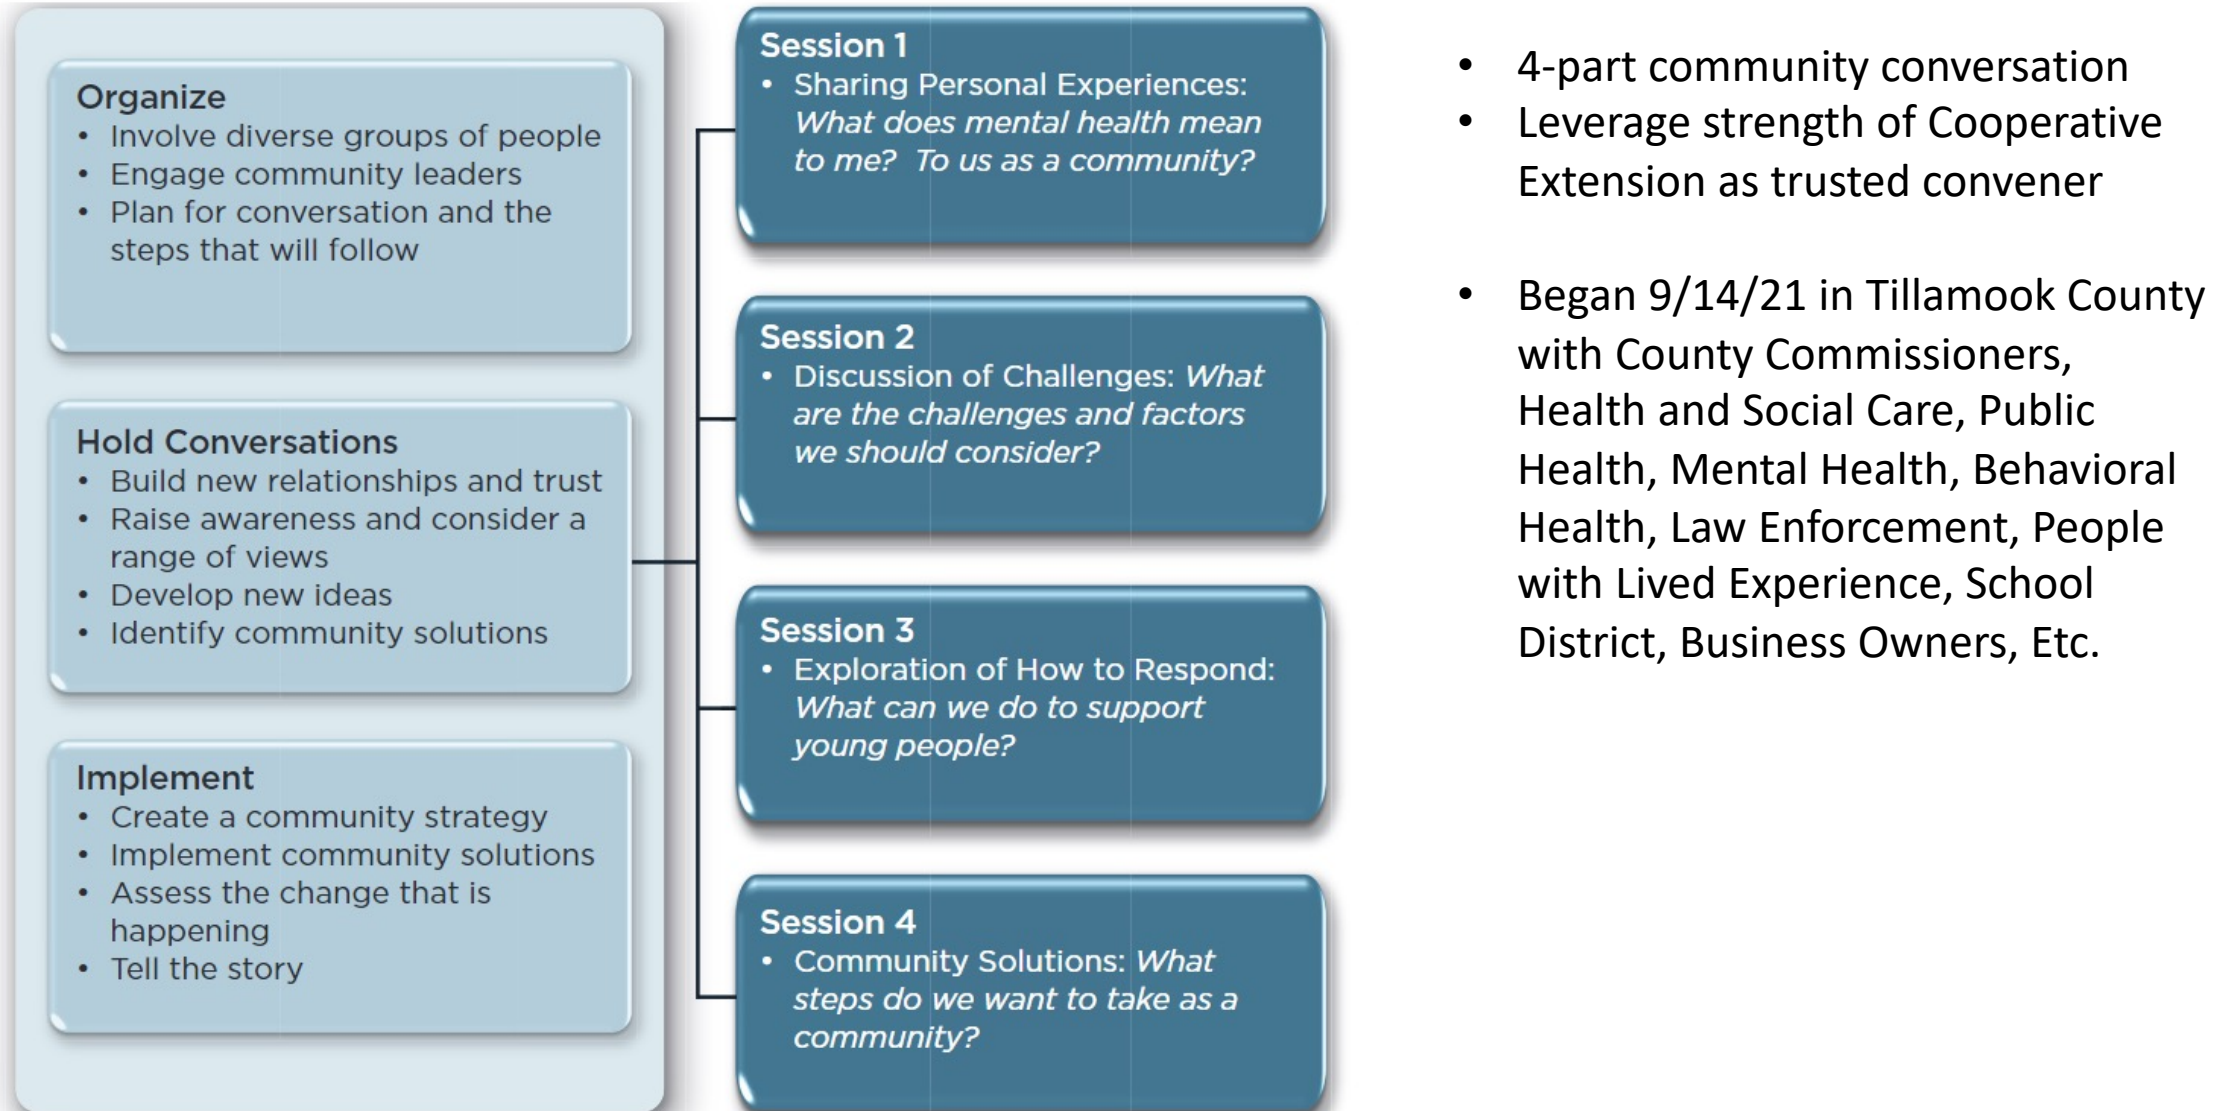 Organize
• Involve diverse groups of people
• Engage community leaders
• Plan for conversation and the
steps that will follow
Hold Conversations
• Build new relationships and trust
• Raise awareness and consider a
range of views
• Develop new ideas
• Identify community solutions
Implement
• Create a community strategy
• Implement community solutions
• Assess the change that is
happening
• Tell the story
Session 1
• Sharing Personal Experiences:
What does mental health mean
to me?  To us as a community?
Session 2
• Discussion of Challenges: What
are the challenges and factors
we should consider?
Session 3
• Exploration of How to Respond:
What can we do to support
young people?
Session 4
• Community Solutions: What
steps do we want to take as a
community?
• 4-part community conversation
• Leverage strength of Cooperative
Extension as trusted convener
• Began 9/14/21 in Tillamook County
with County Commissioners,
Health and Social Care, Public
Health, Mental Health, Behavioral
Health, Law Enforcement, People
with Lived Experience, School
District, Business Owners, Etc.